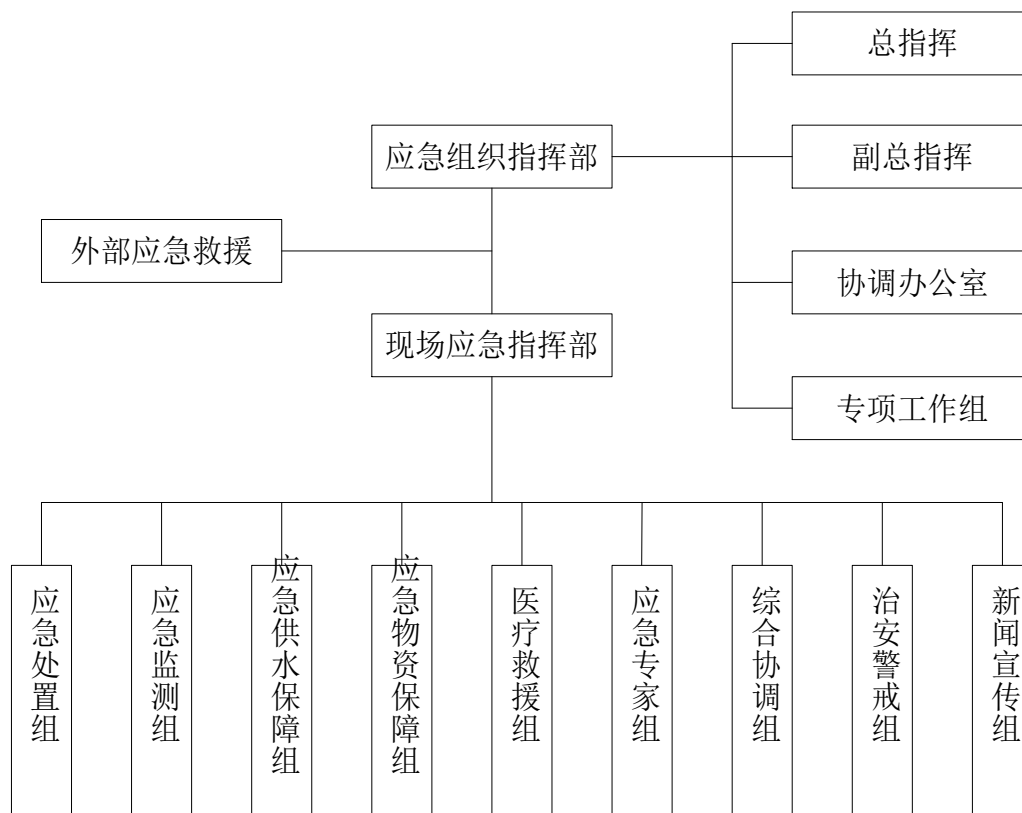 总指挥
应急组织指挥部
副总指挥
外部应急救援
协调办公室
现场应急指挥部
专项工作组
应急处置组
应急监测组
应急供水保障组
应急物资保障组
医疗救援组
应急专家组
综合协调组
治安警戒组
新闻宣传组